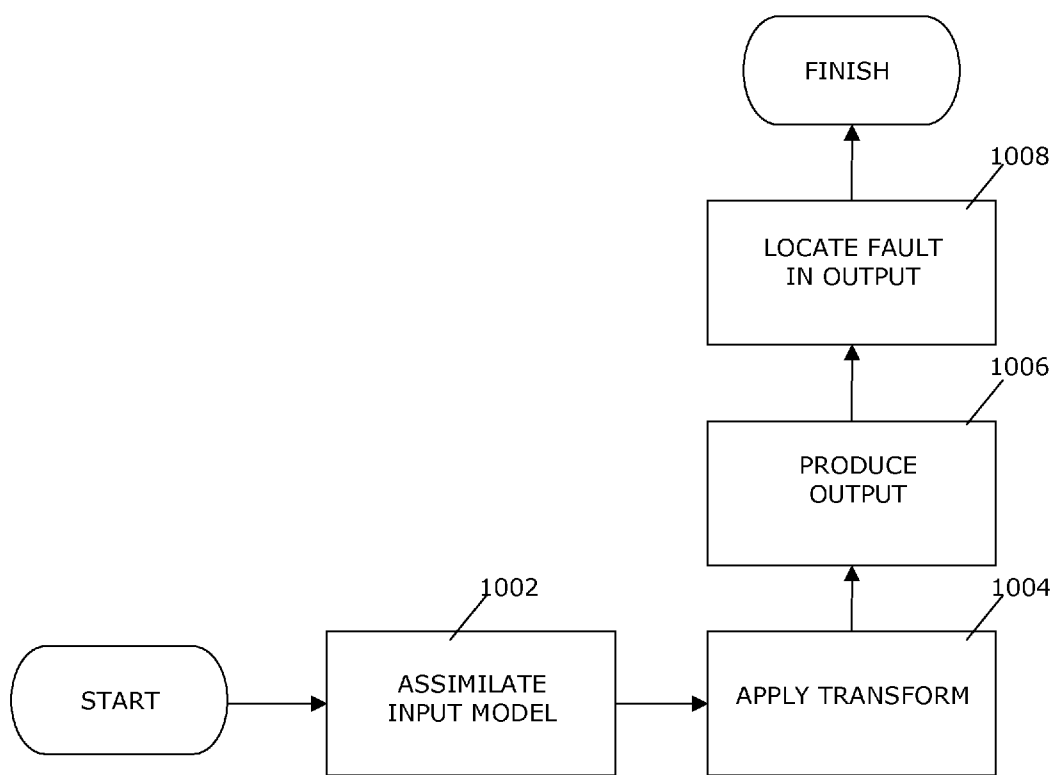 FINISH
1008
LOCATE FAULT
IN OUTPUT
1006
PRODUCE
OUTPUT
1002
1004
START
ASSIMILATE
INPUT MODEL
APPLY TRANSFORM